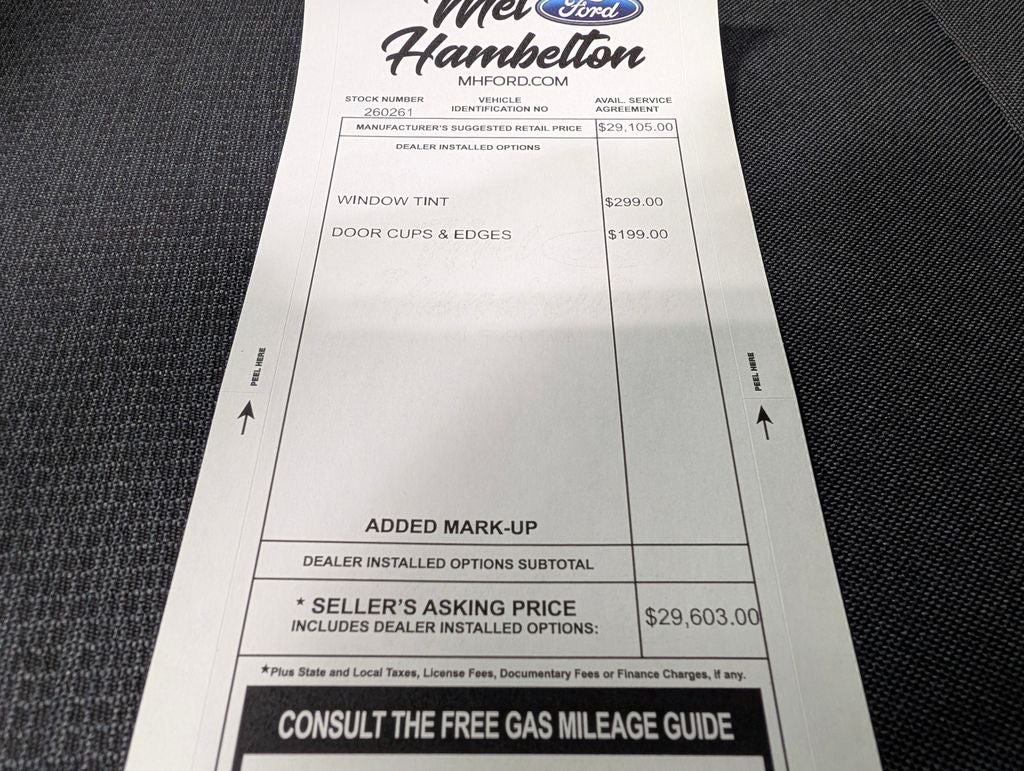 Mel Ford
Hambelton
MHFORD.COM
STOCK NUMBER
260261
VEHICLE
IDENTIFICATION NO
AVAIL. SERVICE
AGREEMENT
MANUFACTURER'S SUGGESTED RETAIL PRICE $29,105.00
DEALER INSTALLED OPTIONS
WINDOW TINT $299.00
DOOR CUPS & EDGES $199.00
PEEL HERE
PEEL HERE
ADDED MARK-UP
DEALER INSTALLED OPTIONS SUBTOTAL
* SELLER'S ASKING PRICE
INCLUDES DEALER INSTALLED OPTIONS: $29,603.00
*Plus State and Local Taxes, License Fees, Documentary Fees or Finance Charges, If any.
CONSULT THE FREE GAS MILEAGE GUIDE